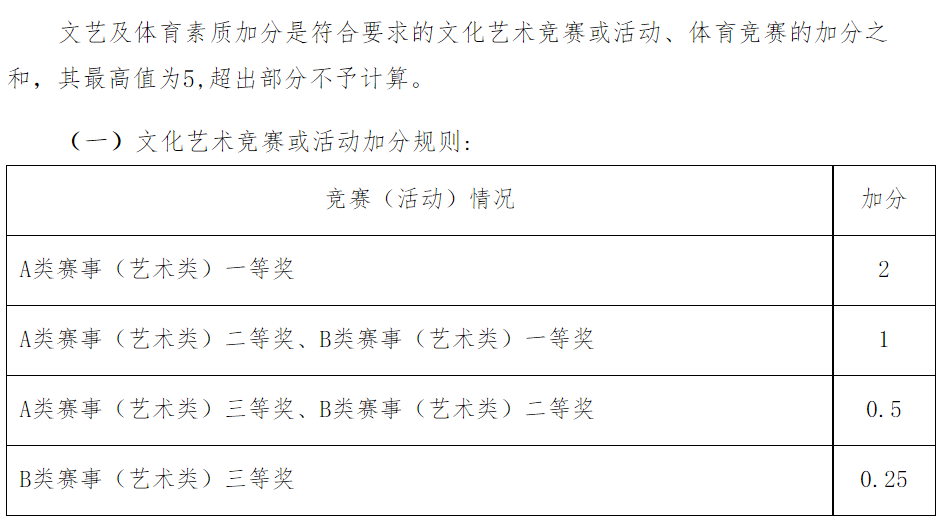 文艺及体育素质加分是符合要求的文化艺术竞赛或活动、体育竞赛的加分之
和，其最高值为5,超出部分不予计算。
（一）文化艺术竞赛或活动加分规则:
竞赛（活动）情况 加分
A类赛事（艺术类）一等奖 2
A类赛事（艺术类）二等奖、B类赛事（艺术类）一等奖 1
A类赛事（艺术类）三等奖、B类赛事（艺术类）二等奖 0.5
B类赛事（艺术类）三等奖 0.25